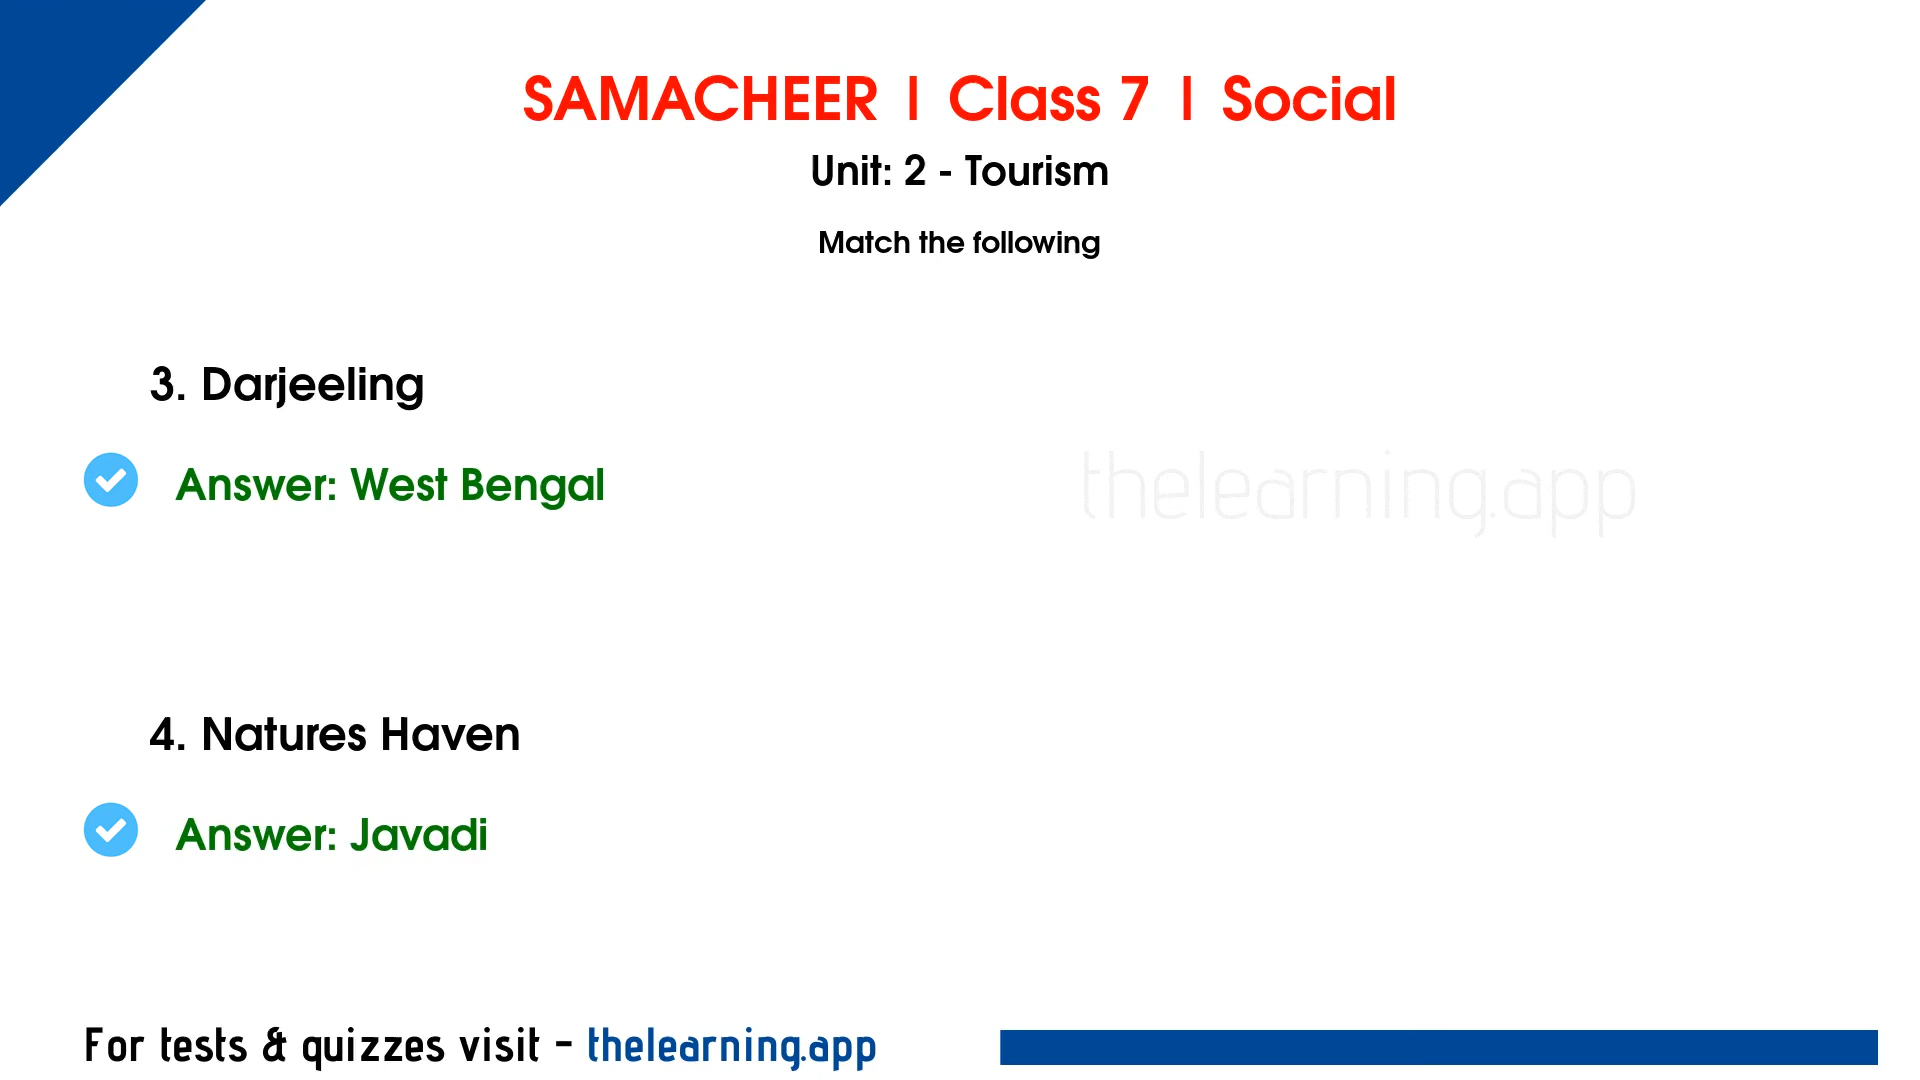 SAMACHEER | Class 7 | Social
Unit: 2 - Tourism
Match the following
3. Darjeeling
Answer: West Bengal
thelearning.app
4. Natures Haven
Answer: Javadi
For tests & quizzes visit - thelearning.app